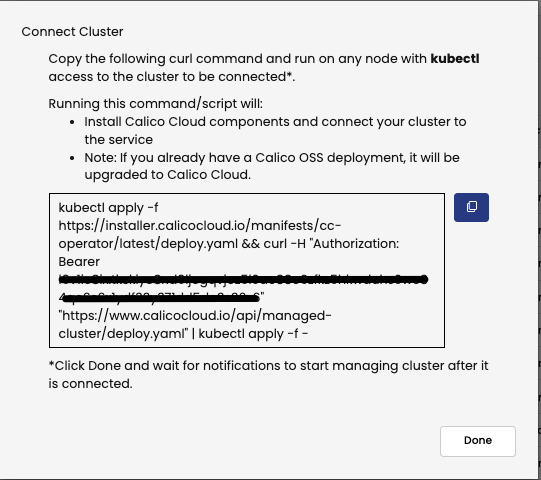 Connect Cluster
Copy the following curl command and run on any node with kubectl
access to the cluster to be connected*.
Running this command/script will:
• Install Calico Cloud components and connect your cluster to
the service
• Note: If you already have a Calico OSS deployment, it will be
upgraded to Calico Cloud.
kubectl apply -f
https://installer.calicocloud.io/manifests/cc-
operator/latest/deploy.yaml && curl -H "Authorization:
Bearer
"
"https://www.calicocloud.io/api/managed-
cluster/deploy.yaml" | kubectl apply -f -
*Click Done and wait for notifications to start managing cluster after it
is connected.
Done